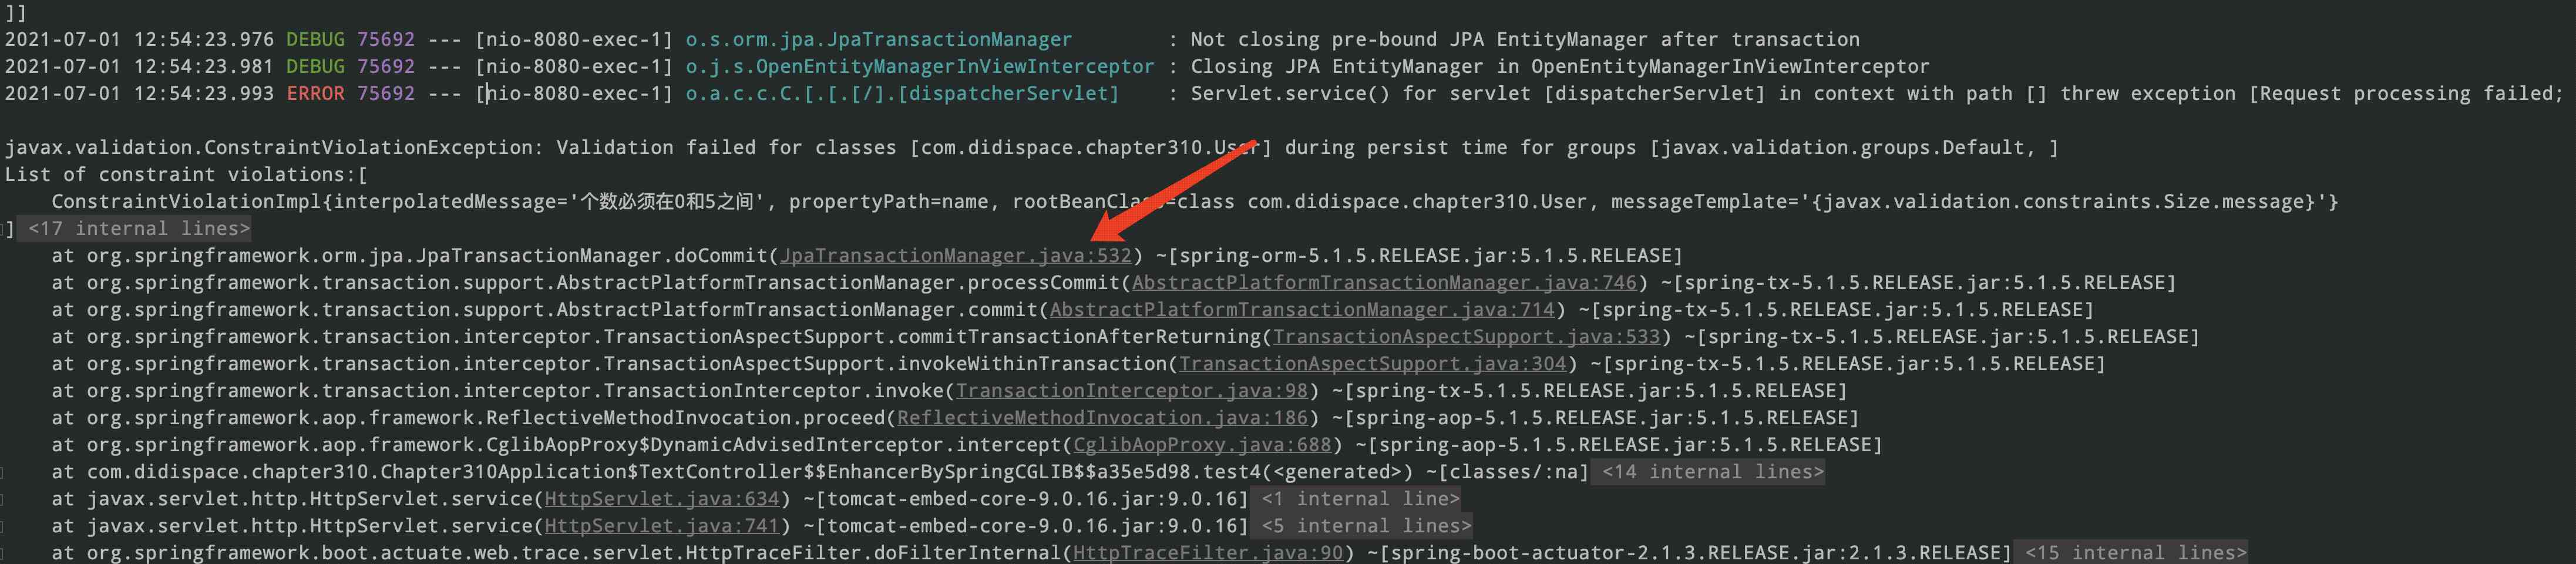 ]]
2021-07-01 12:54:23.976 DEBUG 75692 --- [nio-8080-exec-1] o.s.orm.jpa.JpaTransactionManager : Not closing pre-bound JPA EntityManager after transaction
2021-07-01 12:54:23.981 DEBUG 75692 --- [nio-8080-exec-1] o.j.s.OpenEntityManagerInViewInterceptor : Closing JPA EntityManager in OpenEntityManagerInViewInterceptor
2021-07-01 12:54:23.993 ERROR 75692 --- [nio-8080-exec-1] o.a.c.c.C.[.[.[/].[dispatcherServlet] : Servlet.service() for servlet [dispatcherServlet] in context with path [] threw exception [Request processing failed;
javax.validation.ConstraintViolationException: Validation failed for classes [com.didispace.chapter310.User] during persist time for groups [javax.validation.groups.Default, ]
List of constraint violations:[
ConstraintViolationImpl{interpolatedMessage='个数必须在0和5之间', propertyPath=name, rootBeanClass=class com.didispace.chapter310.User, messageTemplate='{javax.validation.constraints.Size.message}'}
] <17 internal lines>
at org.springframework.orm.jpa.JpaTransactionManager.doCommit(JpaTransactionManager.java:532) ~[spring-orm-5.1.5.RELEASE.jar:5.1.5.RELEASE]
at org.springframework.transaction.support.AbstractPlatformTransactionManager.processCommit(AbstractPlatformTransactionManager.java:746) ~[spring-tx-5.1.5.RELEASE.jar:5.1.5.RELEASE]
at org.springframework.transaction.support.AbstractPlatformTransactionManager.commit(AbstractPlatformTransactionManager.java:714) ~[spring-tx-5.1.5.RELEASE.jar:5.1.5.RELEASE]
at org.springframework.transaction.interceptor.TransactionAspectSupport.commitTransactionAfterReturning(TransactionAspectSupport.java:533) ~[spring-tx-5.1.5.RELEASE.jar:5.1.5.RELEASE]
at org.springframework.transaction.interceptor.TransactionAspectSupport.invokeWithinTransaction(TransactionAspectSupport.java:304) ~[spring-tx-5.1.5.RELEASE.jar:5.1.5.RELEASE]
at org.springframework.transaction.interceptor.TransactionInterceptor.invoke(TransactionInterceptor.java:98) ~[spring-tx-5.1.5.RELEASE.jar:5.1.5.RELEASE]
at org.springframework.aop.framework.ReflectiveMethodInvocation.proceed(ReflectiveMethodInvocation.java:186) ~[spring-aop-5.1.5.RELEASE.jar:5.1.5.RELEASE]
at org.springframework.aop.framework.CglibAopProxy$DynamicAdvisedInterceptor.intercept(CglibAopProxy.java:688) ~[spring-aop-5.1.5.RELEASE.jar:5.1.5.RELEASE]
at com.didispace.chapter310.Chapter310Application$TextController$$EnhancerBySpringCGLIB$$a35e5d98.test4(<generated>) ~[classes/:na] <14 internal lines>
at javax.servlet.http.HttpServlet.service(HttpServlet.java:634) ~[tomcat-embed-core-9.0.16.jar:9.0.16] <1 internal line>
at javax.servlet.http.HttpServlet.service(HttpServlet.java:741) ~[tomcat-embed-core-9.0.16.jar:9.0.16] <5 internal lines>
at org.springframework.boot.actuate.web.trace.servlet.HttpTraceFilter.doFilterInternal(HttpTraceFilter.java:90) ~[spring-boot-actuator-2.1.3.RELEASE.jar:2.1.3.RELEASE] <15 internal lines>